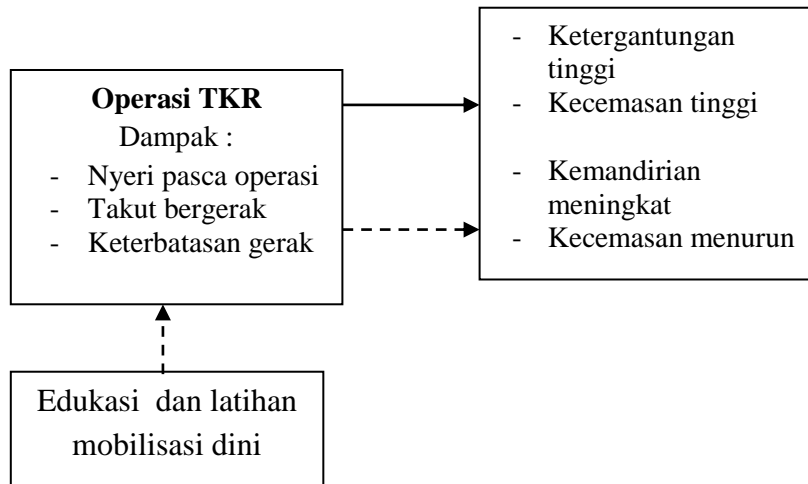 Operasi TKR
Dampak :
- Nyeri pasca operasi
- Takut bergerak
- Keterbatasan gerak
- Ketergantungan
tinggi
- Kecemasan tinggi
- Kemandirian
meningkat
- Kecemasan menurun
Edukasi dan latihan
mobilisasi dini